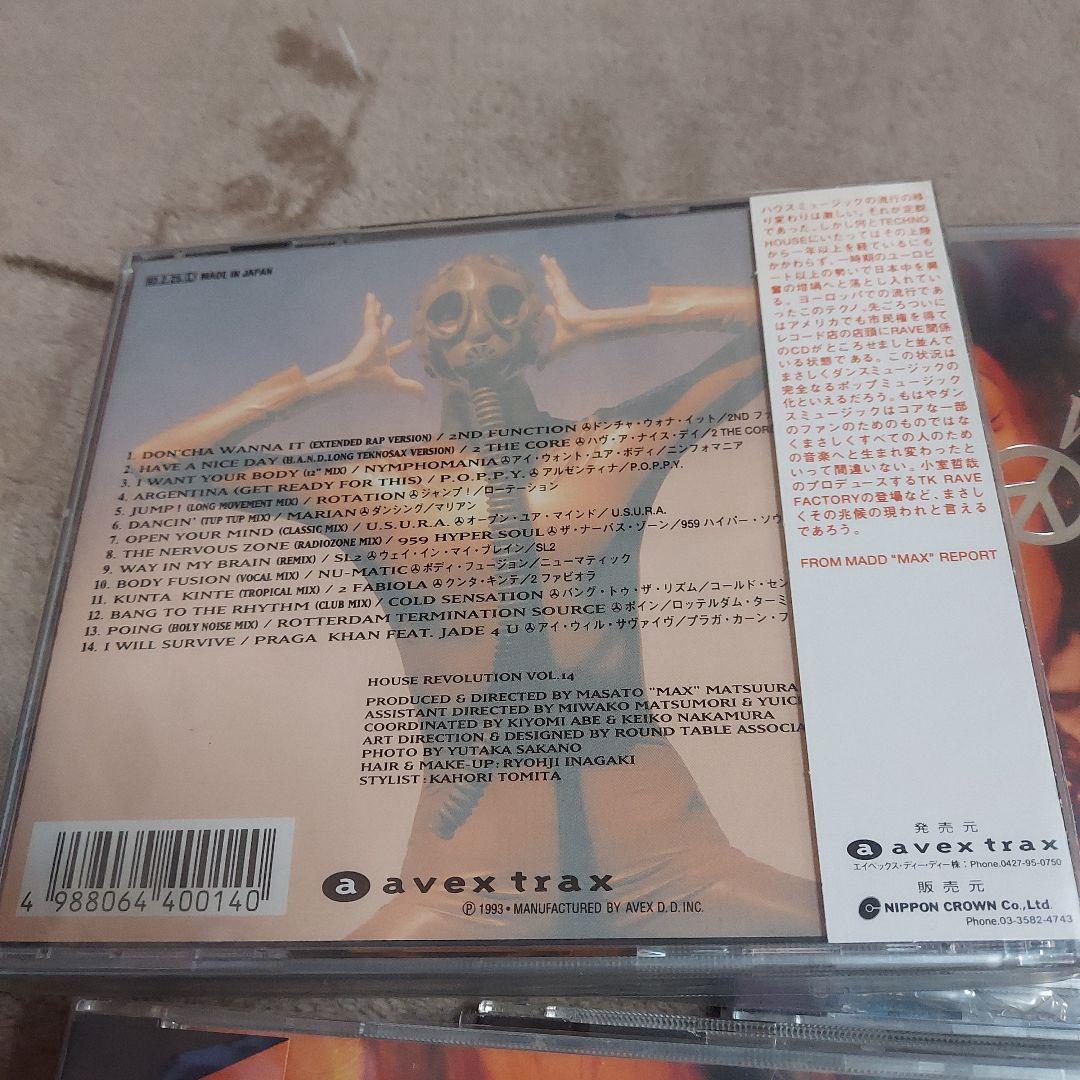 93.2.25.Ⓛ MADE IN JAPAN
1. DON'CHA WANNA IT (EXTENDED RAP VERSION) / 2ND FUNCTION ドンチャ・ウォナ・イット/2ND
2. HAVE A NICE DAY (H.A.N.D. LONG TEKNOSAX VERSION) / 2 THE CORE ハヴ・ア・ナイス・デイ/2 THE CORE
3. I WANT YOUR BODY (12" MIX) / NYMPHOMANIA アイ・ウォント・ユア・ボディ/ニンフォマニア
4. ARGENTINA (GET READY FOR THIS) / P.O.P.P.Y. アルゼンティナ/P.O.P.P.Y.
5. JUMP! (LONG MOVEMENT MIX) / ROTATION ジャンプ!/ローテーション
6. DANCIN' (TUP TUP MIX) / MARIAN ダンシング/マリアン
7. OPEN YOUR MIND (CLASSIC MIX) / U.S.U.R.A. オープン・ユア・マインド/U.S.U.R.A.
8. THE NERVOUS ZONE (RADIOZONE MIX) / 959 HYPER SOUL ザ・ナーバス・ゾーン/959 ハイパー・ソウ
9. WAY IN MY BRAIN (REMIX) / SL2 ウェイ・イン・マイ・ブレイン/SL2
10. BODY FUSION (VOCAL MIX) / NU-MATIC ボディ・フュージョン/ニューマティック
11. KUNTA KINTE (TROPICAL MIX) / 2 FABIOLA クンタ・キンテ/2 ファビオラ
12. BANG TO THE RHYTHM (CLUB MIX) / COLD SENSATION バング・トゥ・ザ・リズム/コールド・セン
13. POING (HOLY NOISE MIX) / ROTTERDAM TERMINATION SOURCE ポイン/ロッテルダム・ターミ
14. I WILL SURVIVE / PRAGA KHAN FEAT. JADE 4 U アイ・ウィル・サヴァイヴ/プラガ・カーン・フ
HOUSE REVOLUTION VOL.14
PRODUCED & DIRECTED BY MASATO "MAX" MATSUURA
ASSISTANT DIRECTED BY MIWAKO MATSUMORI & YUIC
COORDINATED BY KIYOMI ABE & KEIKO NAKAMURA
ART DIRECTION & DESIGNED BY ROUND TABLE ASSOCIA
PHOTO BY YUTAKA SAKANO
HAIR & MAKE-UP : RYOHJI INAGAKI
STYLIST : KAHORI TOMITA
4 988064 400140
a avex trax
Ⓟ 1993 • MANUFACTURED BY AVEX D.D. INC.
ハウスミュージックの流行の移
り変わりは激しい。それが定説
であった。しかし何とTECHNO
HOUSEにいたってはその上陸
から一年以上を経ているにも
かかわらず、一時期のユーロビ
ート以上の勢いで日本中を興
奮の坩堝へと落とし入れてい
る。ヨーロッパでの流行であ
ったこのテクノ、先ごろついに
はアメリカでも市民権を得て
レコード店の店頭にRAVE関係
のCDがところせましと並んで
いる状態である。この状況は
まさしくダンスミュージックの
完全なるポップミュージック
化といえるだろう。もはやダン
スミュージックはコアな一部
のファンのためのものではな
くまさしくすべての人のため
の音楽へと生まれ変わったと
いって間違いない。小室哲哉
のプロデュースするTK RAVE
FACTORYの登場など、まさし
くその兆候の現われと言える
であろう。
FROM MADD "MAX" REPORT
発売元
a avex trax
エイベックス・ディー・ディー株:Phone.0427-95-0750
販売元
NIPPON CROWN Co.,Ltd.
Phone.03-3582-4743